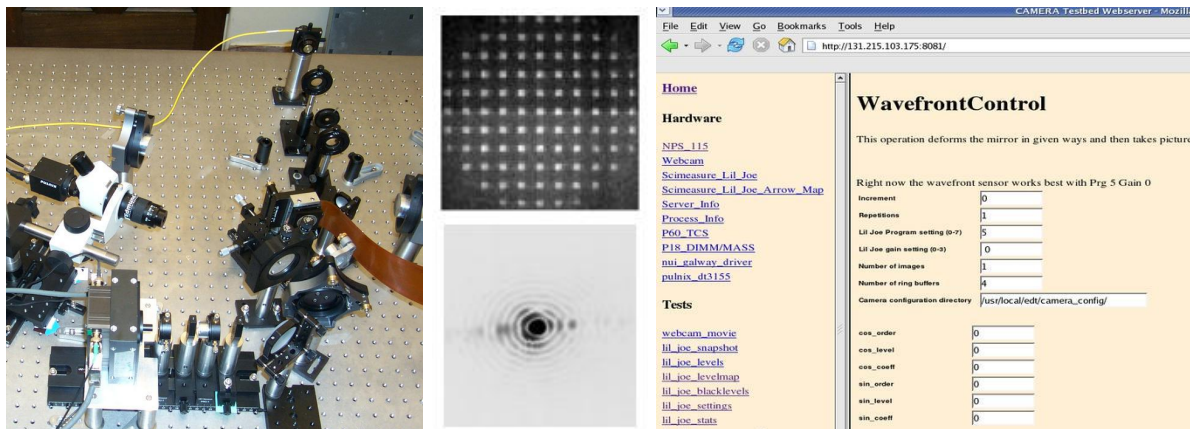 CAMERA Testbed Webserver - Mozill
File Edit View Go Bookmarks Tools Help
http://131.215.103.175:8081/
Home
Hardware
NPS_115
Webcam
Scimeasure_Lil_Joe
Scimeasure_Lil_Joe_Arrow_Map
Server_Info
Process_Info
P60_TCS
P18_DIMM/MASS
nui_galway_driver
pulnix_dt3155
Tests
webcam_movie
lil_joe_snapshot
lil_joe_levels
lil_joe_levelmap
lil_joe_blacklevels
lil_joe_settings
lil_joe_stats
WavefrontControl
This operation deforms the mirror in given ways and then takes picture
Right now the wavefront sensor works best with Prg 5 Gain 0
Increment 0
Repetitions 1
Lil Joe Program setting (0-7) 5
Lil Joe gain setting (0-3) 0
Number of images 1
Number of ring buffers 4
Camera configuration directory /usr/local/edt/camera_config/
cos_order 0
cos_level 0
cos_coeff 0
sin_order 0
sin_level 0
sin_coeff 0